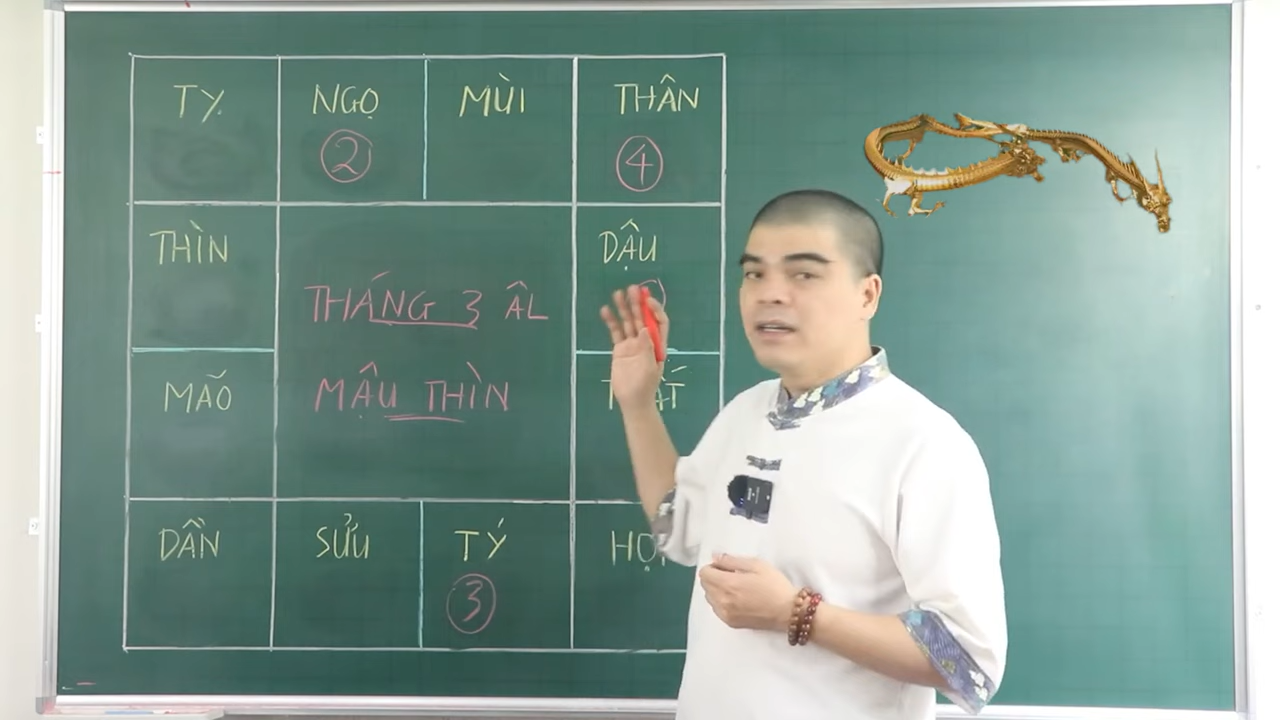 TỴ NGỌ MÙI THÂN
② ④
THÌN DẬU
THÁNG 3 ÂL
MÃO MẬU THÌN
DẦN SỬU TÝ
③